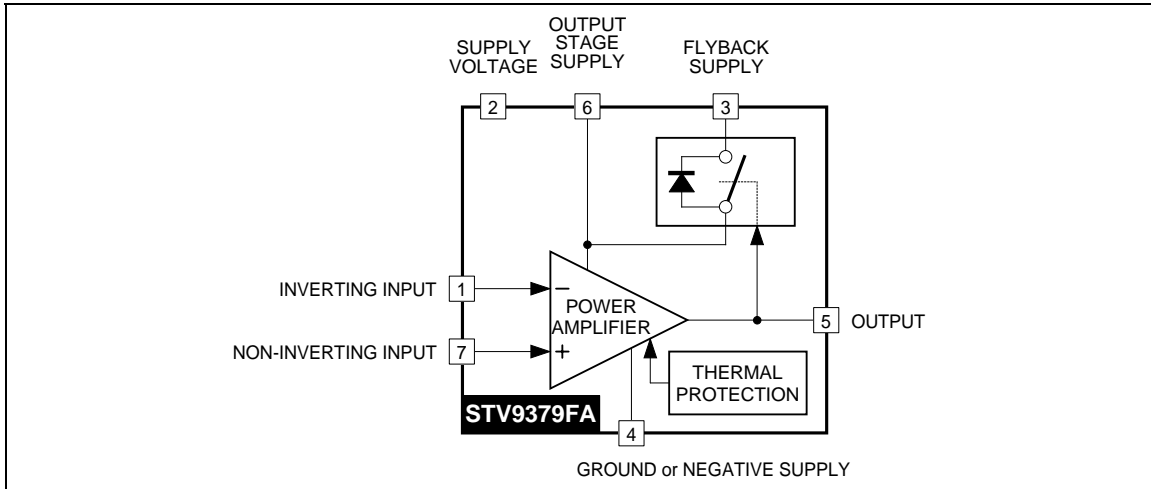 OUTPUT
STAGE
SUPPLY
SUPPLY
VOLTAGE
FLYBACK
SUPPLY
2
6
3
INVERTING INPUT
1
−
POWER
AMPLIFIER
5
OUTPUT
NON-INVERTING INPUT
7
+
THERMAL
PROTECTION
STV9379FA
4
GROUND or NEGATIVE SUPPLY